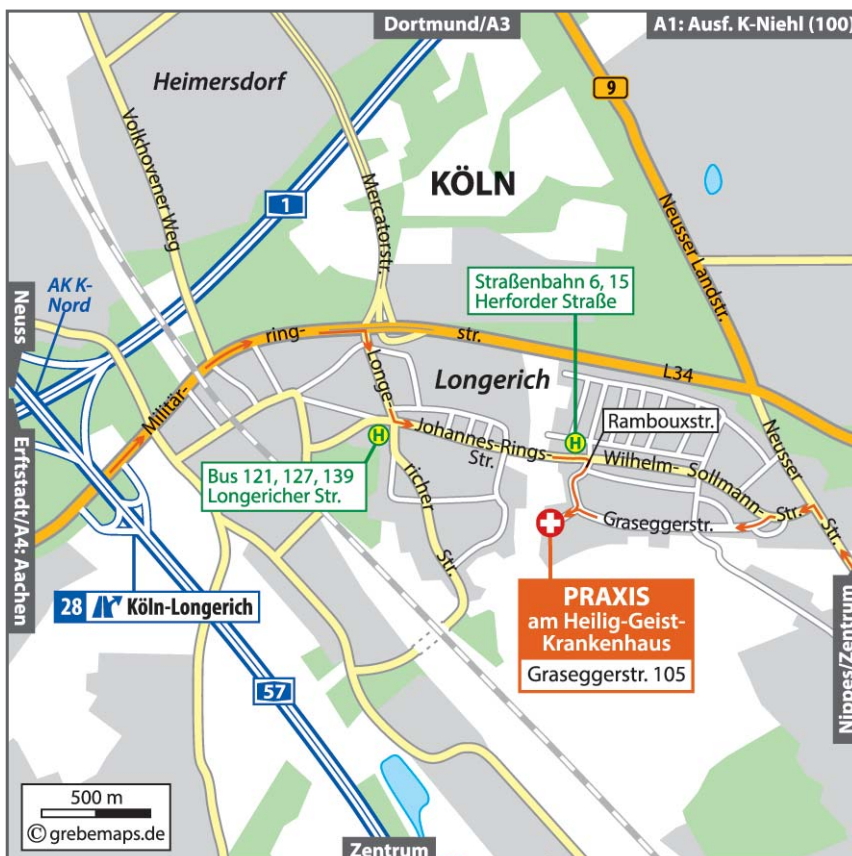 Dortmund/A3
A1: Ausf. K-Niehl (100)
Heimersdorf
9
Volkhovener Weg
Mercatorstr.
KÖLN
1
Neusser Landstr.
AK K-
Nord
Neuss
Straßenbahn 6, 15
Herforder Straße
Militär-
ring-
str.
L34
Longerich
Longe-
richer
Str.
Johannes-Rings-
Str.
Rambouxstr.
H
H
Bus 121, 127, 139
Longericher Str.
Wilhelm-
Sollmann-
Str.
Neusser
Str.
Graseggerstr.
Erftstadt/A4: Aachen
28 Köln-Longerich
PRAXIS
am Heilig-Geist-
Krankenhaus
Graseggerstr. 105
Nippes/Zentrum
57
500 m
© grebemaps.de
Zentrum